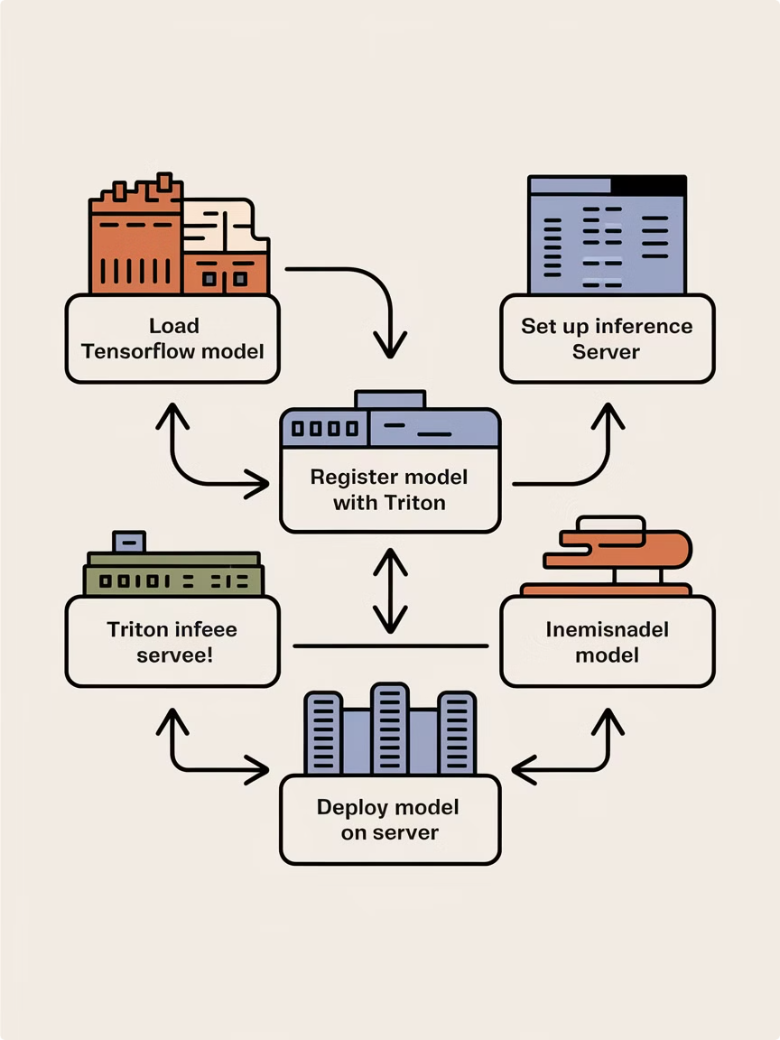 Load
Tensorflow model
Set up inference
Server
Register model
with Triton
Triton infeee
servee!
Inemisnadel
model
Deploy model
on server